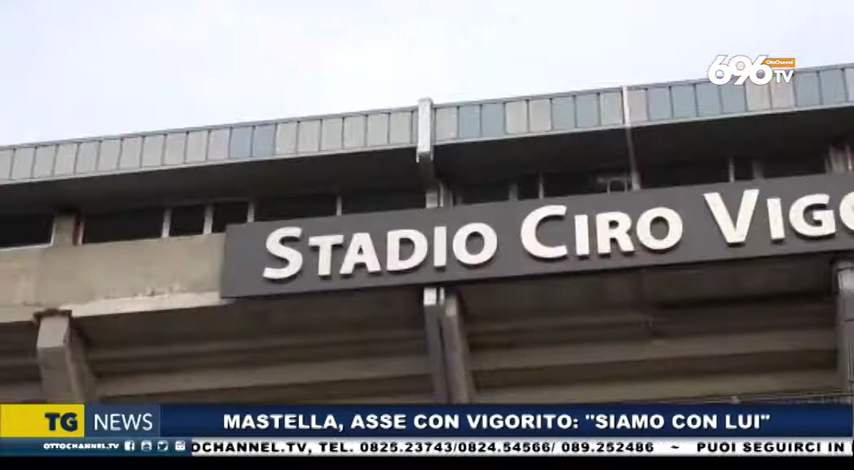 696
OttoChannel
TV
STADIO CIRO VIGO
TG NEWS
MASTELLA, ASSE CON VIGORITO: "SIAMO CON LUI"
OTTOCHANNEL.TV
OCHANNEL.TV, TEL. 0825.23743/0824.54566/ 089.252486 ~ PUOI SEGUIRCI IN